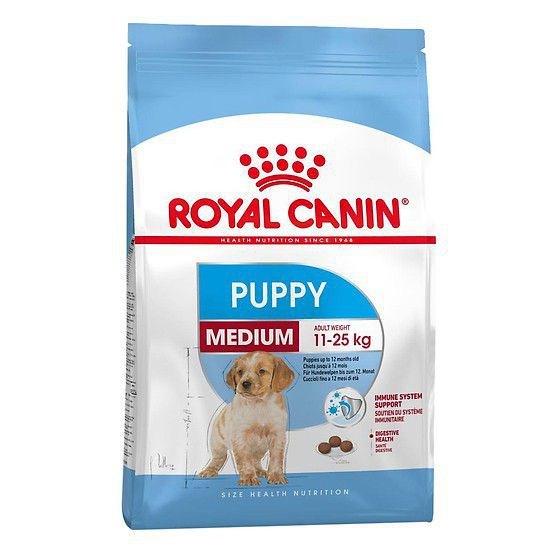 ROYAL CANIN®
HEALTH NUTRITION SINCE 1968
PUPPY
MEDIUM
ADULT WEIGHT
11-25 kg
Puppies up to 12 months old
Chiots jusqu'à 12 mois
Für Hundewelpen bis zum 12. Monat
Cuccioli fino a 12 mesi di età
IMMUNE SYSTEM
SUPPORT
SOUTIEN DU SYSTÈME
IMMUNITAIRE
DIGESTIVE
HEALTH
SANTÉ
DIGESTIVE
SIZE HEALTH NUTRITION